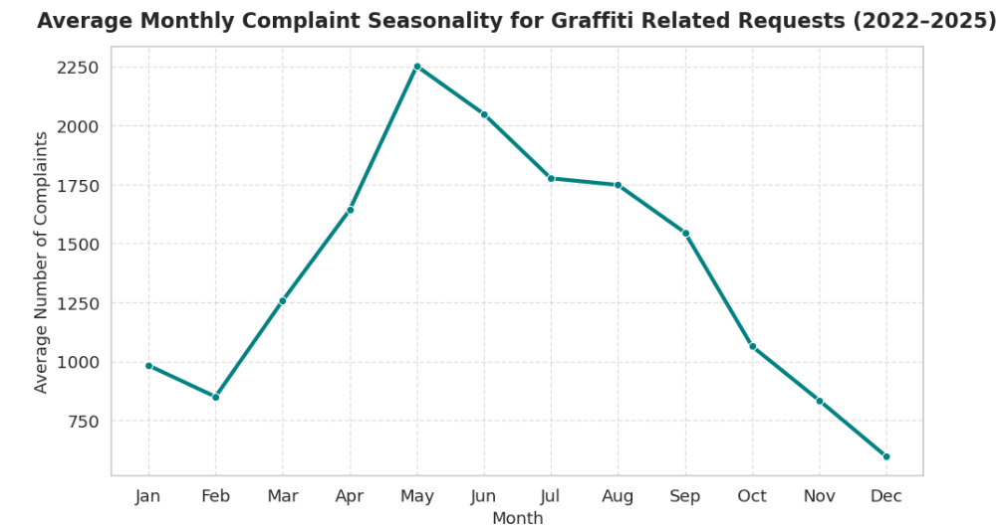 Average Monthly Complaint Seasonality for Graffiti Related Requests (2022–2025)
Average Number of Complaints
2250
2000
1750
1500
1250
1000
750
Jan Feb Mar Apr May Jun Jul Aug Sep Oct Nov Dec
Month